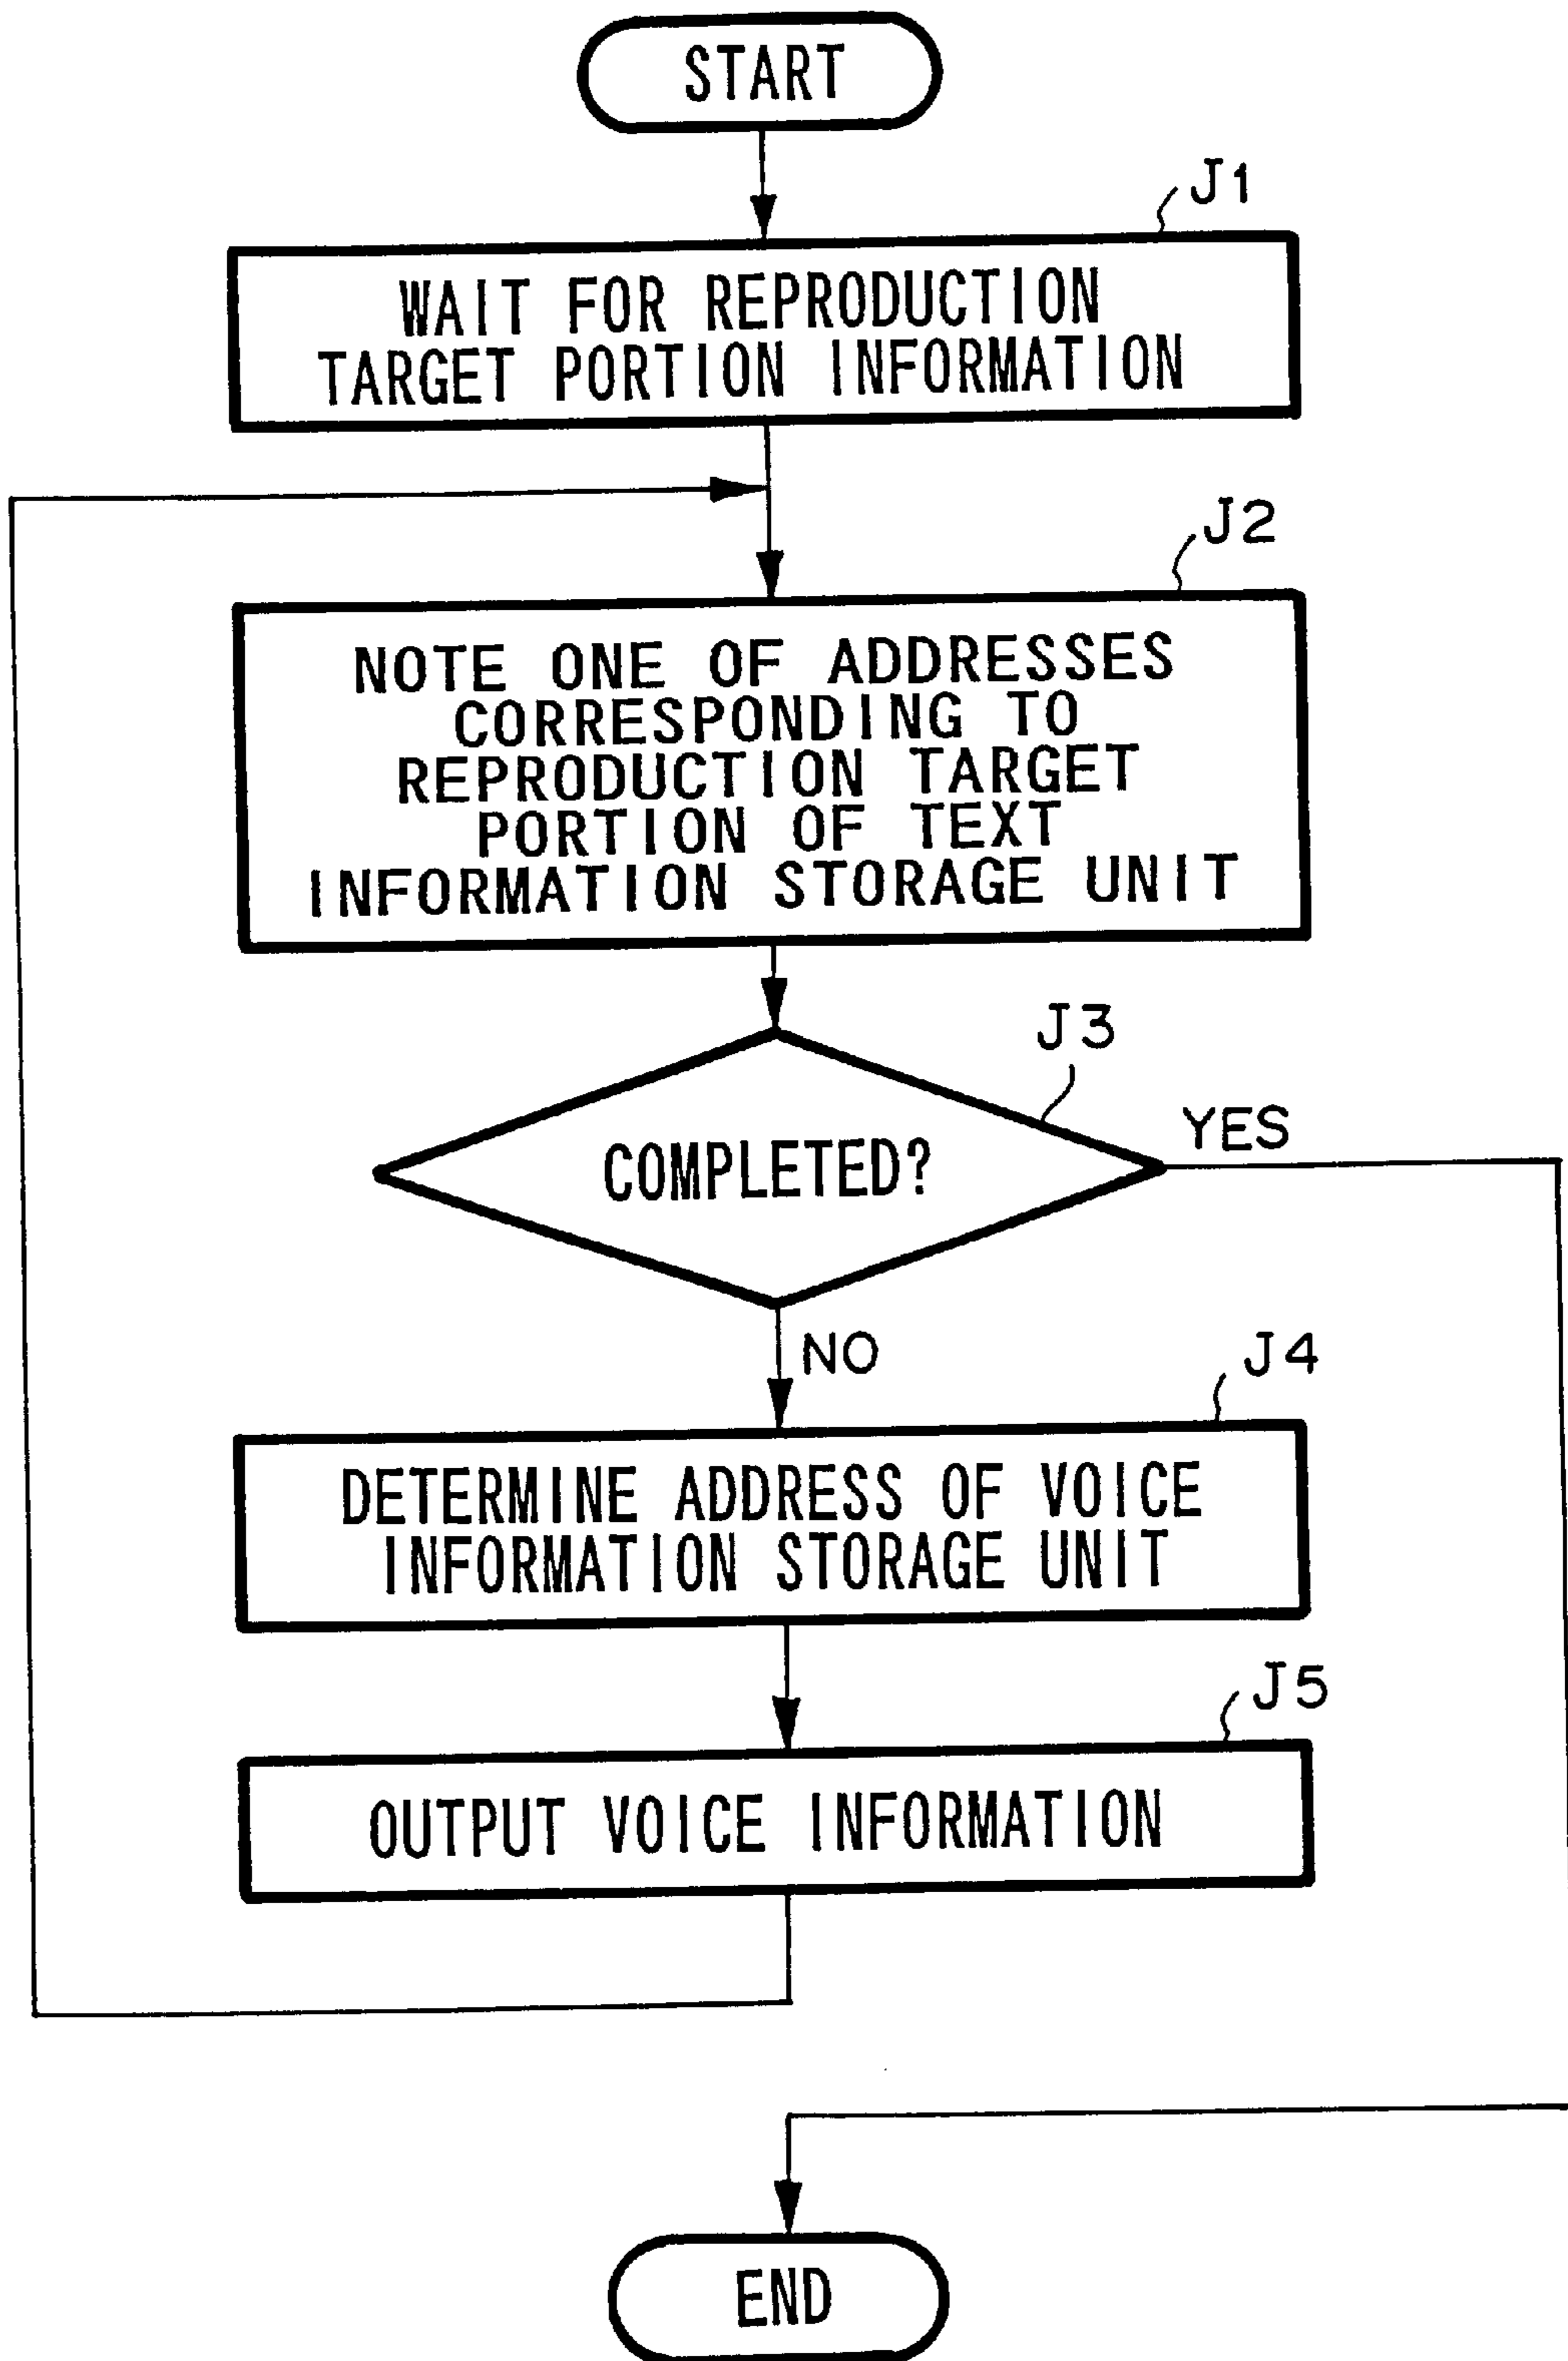 START
J1
WAIT FOR REPRODUCTION
TARGET PORTION INFORMATION
J2
NOTE ONE OF ADDRESSES
CORRESPONDING TO
REPRODUCTION TARGET
PORTION OF TEXT
INFORMATION STORAGE UNIT
J3
COMPLETED?
YES
NO
J4
DETERMINE ADDRESS OF VOICE
INFORMATION STORAGE UNIT
J5
OUTPUT VOICE INFORMATION
END